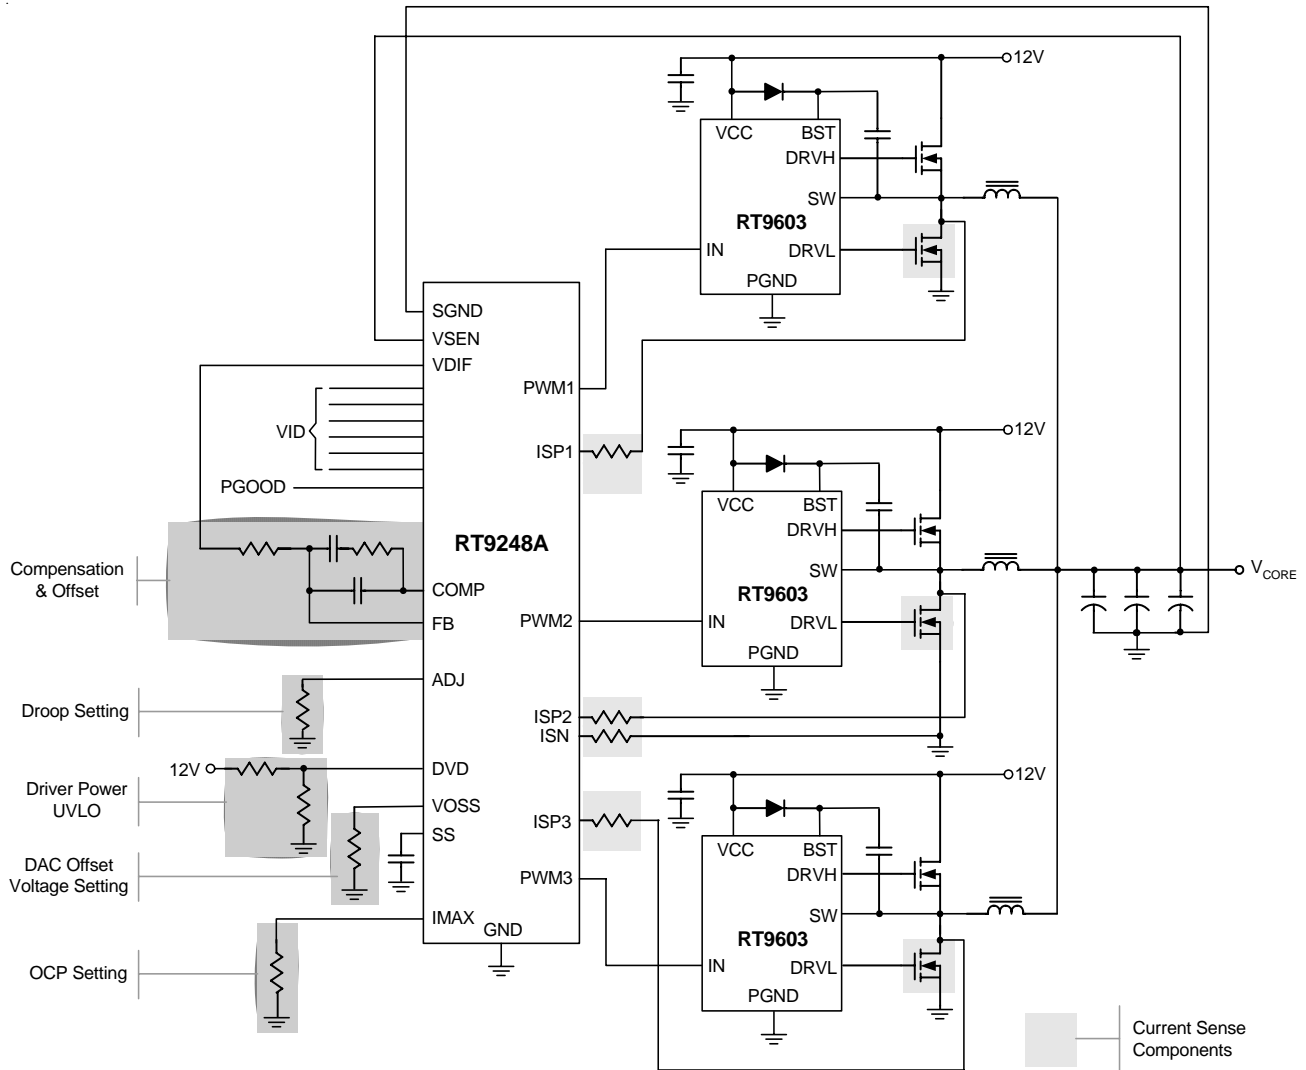 12V
VCC
BST
DRVH
SW
RT9603
IN
DRVL
PGND
SGND
VSEN
VDIF
PWM1
VID
ISP1
PGOOD
RT9248A
Compensation
& Offset
COMP
FB
PWM2
12V
VCC
BST
DRVH
SW
RT9603
IN
DRVL
PGND
VCORE
Droop Setting
ADJ
ISP2
ISN
12V
DVD
Driver Power
UVLO
VOSS
SS
ISP3
DAC Offset
Voltage Setting
PWM3
IMAX
GND
OCP Setting
12V
VCC
BST
DRVH
SW
RT9603
IN
DRVL
PGND
Current Sense
Components